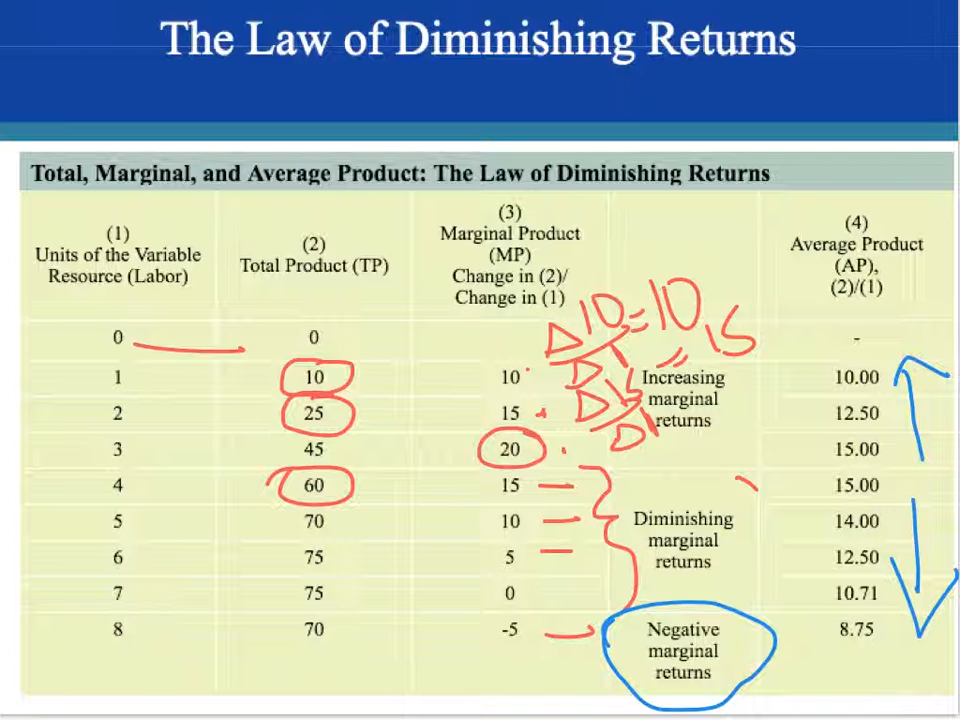 The Law of Diminishing Returns
Total, Marginal, and Average Product: The Law of Diminishing Returns
(1)
Units of the Variable
Resource (Labor)
(2)
Total Product (TP)
(3)
Marginal Product
(MP)
Change in (2)/
Change in (1)
(4)
Average Product
(AP),
(2)/(1)
0 0 -
1 10 10 10.00
2 25 15 12.50
3 45 20 15.00
Increasing
marginal
returns
4 60 15 15.00
5 70 10 14.00
6 75 5 12.50
7 75 0 10.71
Diminishing
marginal
returns
8 70 -5 8.75
Negative
marginal
returns
Δ10 = 10